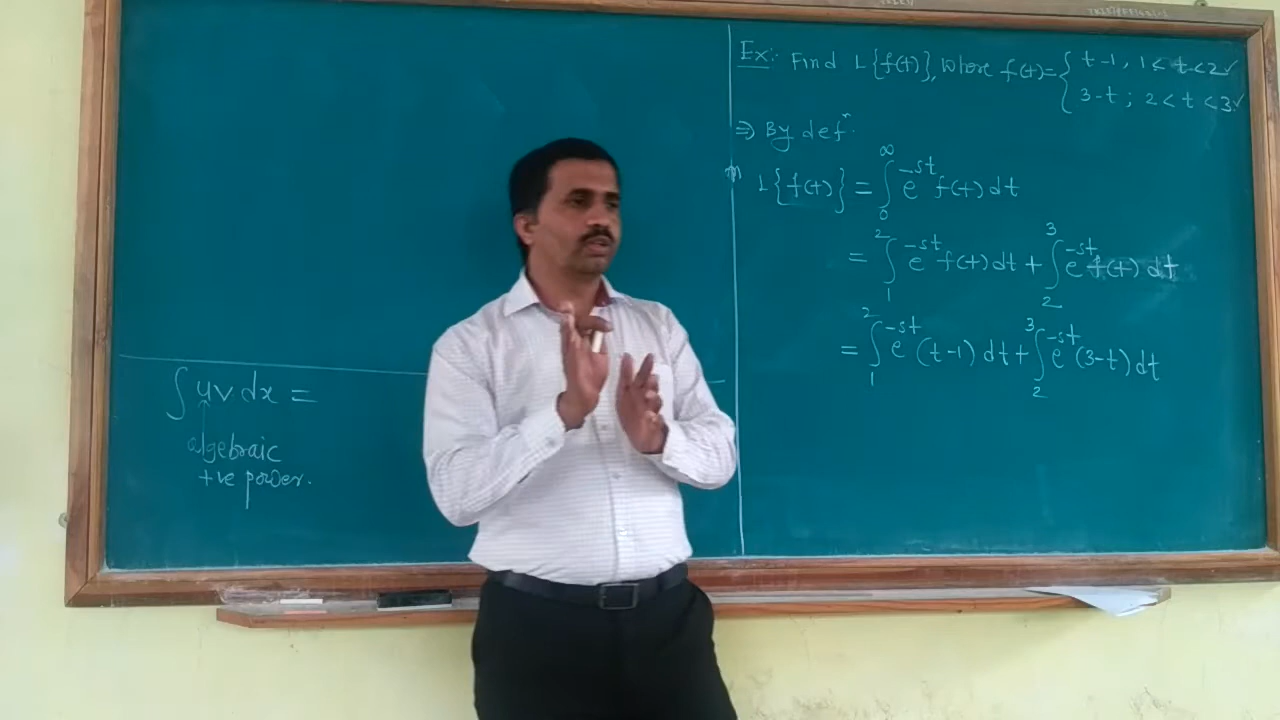 ∫ u v dx =
algebraic
+ve power.
Ex:- Find L{f(t)}, where f(t) = { t-1, 1 < t < 2 ✓
3-t ; 2 < t < 3 ✓
⇒ By defⁿ.
L{f(t)} = ∫₀^∞ e^{-st} f(t) dt
= ∫₁² e^{-st} f(t) dt + ∫₂³ e^{-st} f(t) dt
= ∫₁² e^{-st} (t-1) dt + ∫₂³ e^{-st} (3-t) dt